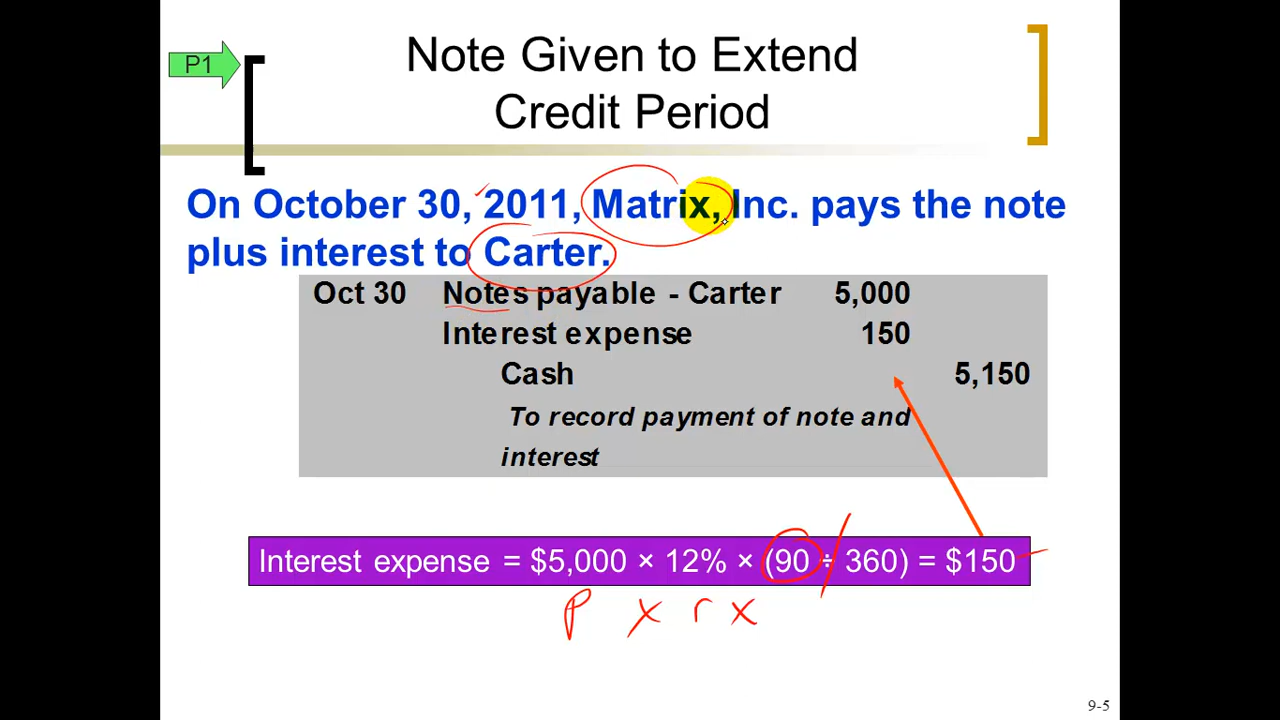 P1
Note Given to Extend
Credit Period
On October 30, 2011, Matrix, Inc. pays the note
plus interest to Carter.
Oct 30 Notes payable - Carter 5,000
Interest expense 150
Cash 5,150
To record payment of note and
interest
Interest expense = $5,000 × 12% × (90 ÷ 360) = $150
P x r x
9-5